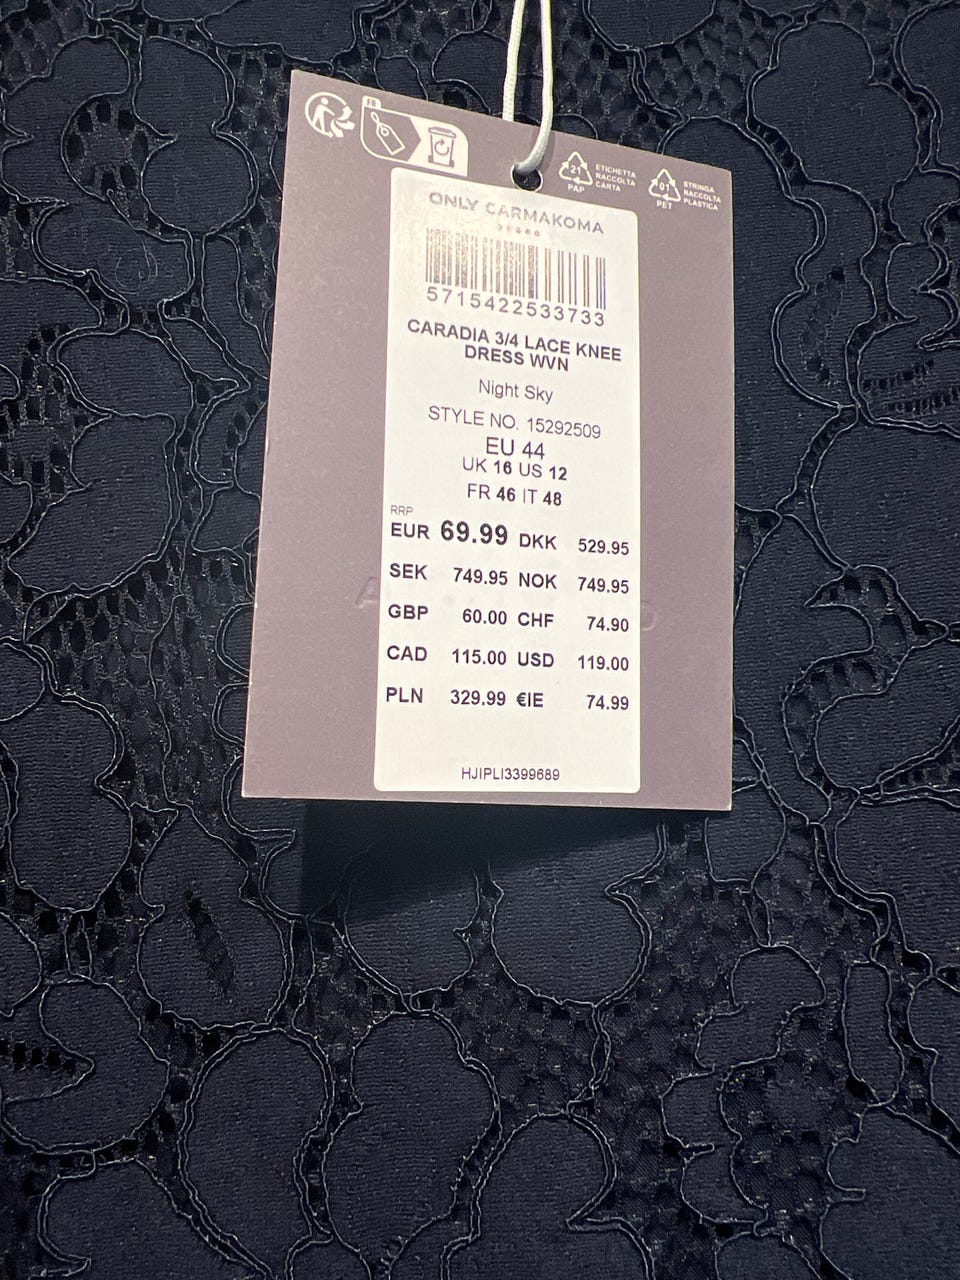 FR
21
PAP
ETICHETTA
RACCOLTA
CARTA
01
PET
STRINGA
RACCOLTA
PLASTICA
ONLY CARMAKOMA
5715422533733
CARADIA 3/4 LACE KNEE
DRESS WVN
Night Sky
STYLE NO. 15292509
EU 44
UK 16 US 12
FR 46 IT 48
RRP
EUR 69.99 DKK 529.95
SEK 749.95 NOK 749.95
GBP 60.00 CHF 74.90
CAD 115.00 USD 119.00
PLN 329.99 €IE 74.99
HJIPLI3399689